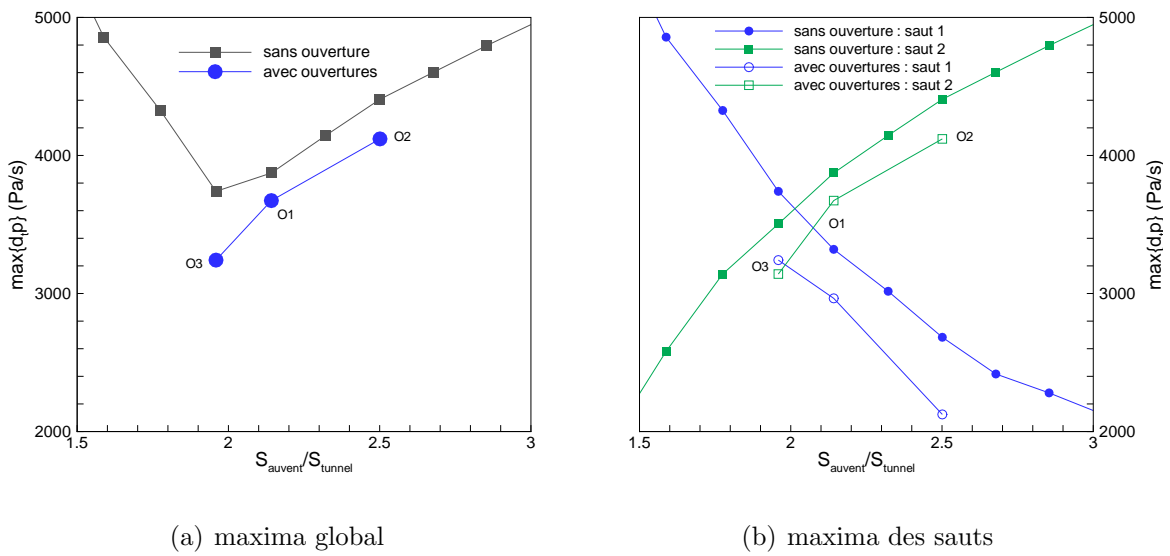 5000
4000
3000
2000
max{d,p} (Pa/s)
sans ouverture
avec ouvertures
O2
O1
O3
1.5 2 2.5 3
S_auvent/S_tunnel
(a) maxima global
sans ouverture : saut 1
sans ouverture : saut 2
avec ouvertures : saut 1
avec ouvertures : saut 2
O2
O1
O3
5000
4000
3000
2000
max{d,p} (Pa/s)
1.5 2 2.5 3
S_auvent/S_tunnel
(b) maxima des sauts